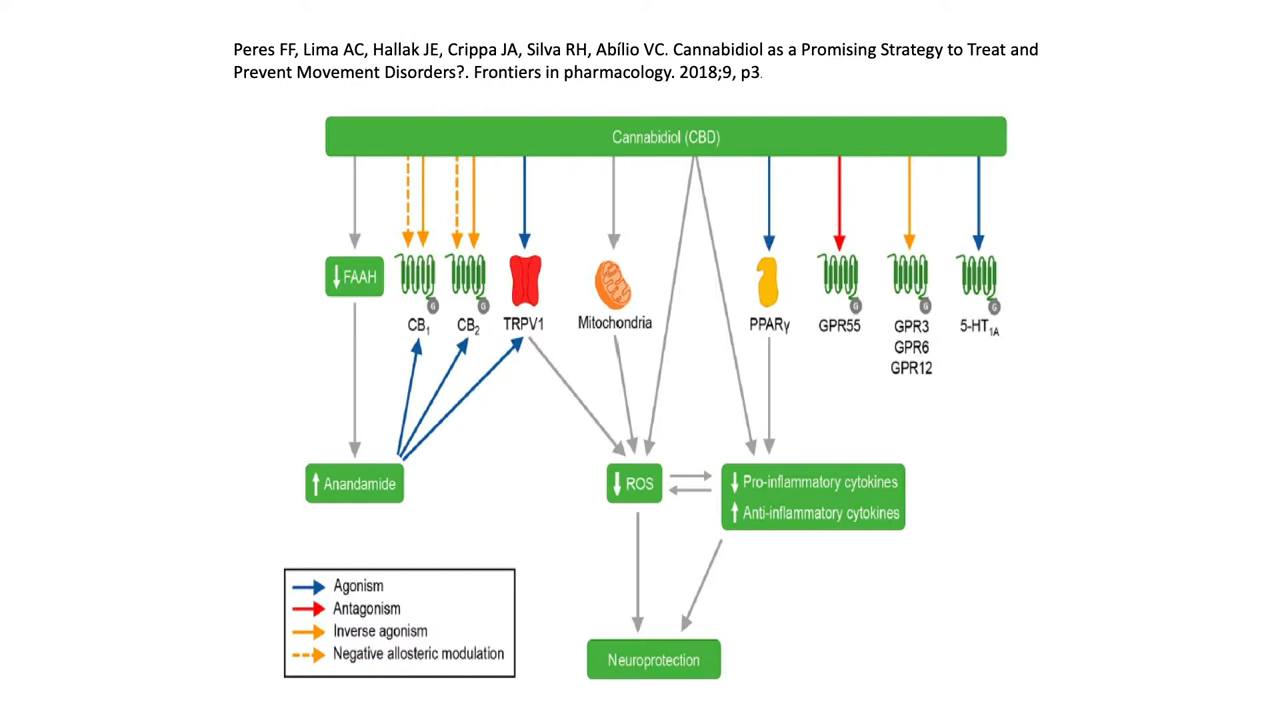 Peres FF, Lima AC, Hallak JE, Crippa JA, Silva RH, Abílio VC. Cannabidiol as a Promising Strategy to Treat and
Prevent Movement Disorders?. Frontiers in pharmacology. 2018;9, p3.
Cannabidiol (CBD)
↓ FAAH
G
G
G
G
G
CB1
CB2
TRPV1
Mitochondria
PPARγ
GPR55
GPR3
GPR6
GPR12
5-HT1A
↑ Anandamide
↓ ROS
↓ Pro-inflammatory cytokines
↑ Anti-inflammatory cytokines
Agonism
Antagonism
Inverse agonism
Negative allosteric modulation
Neuroprotection